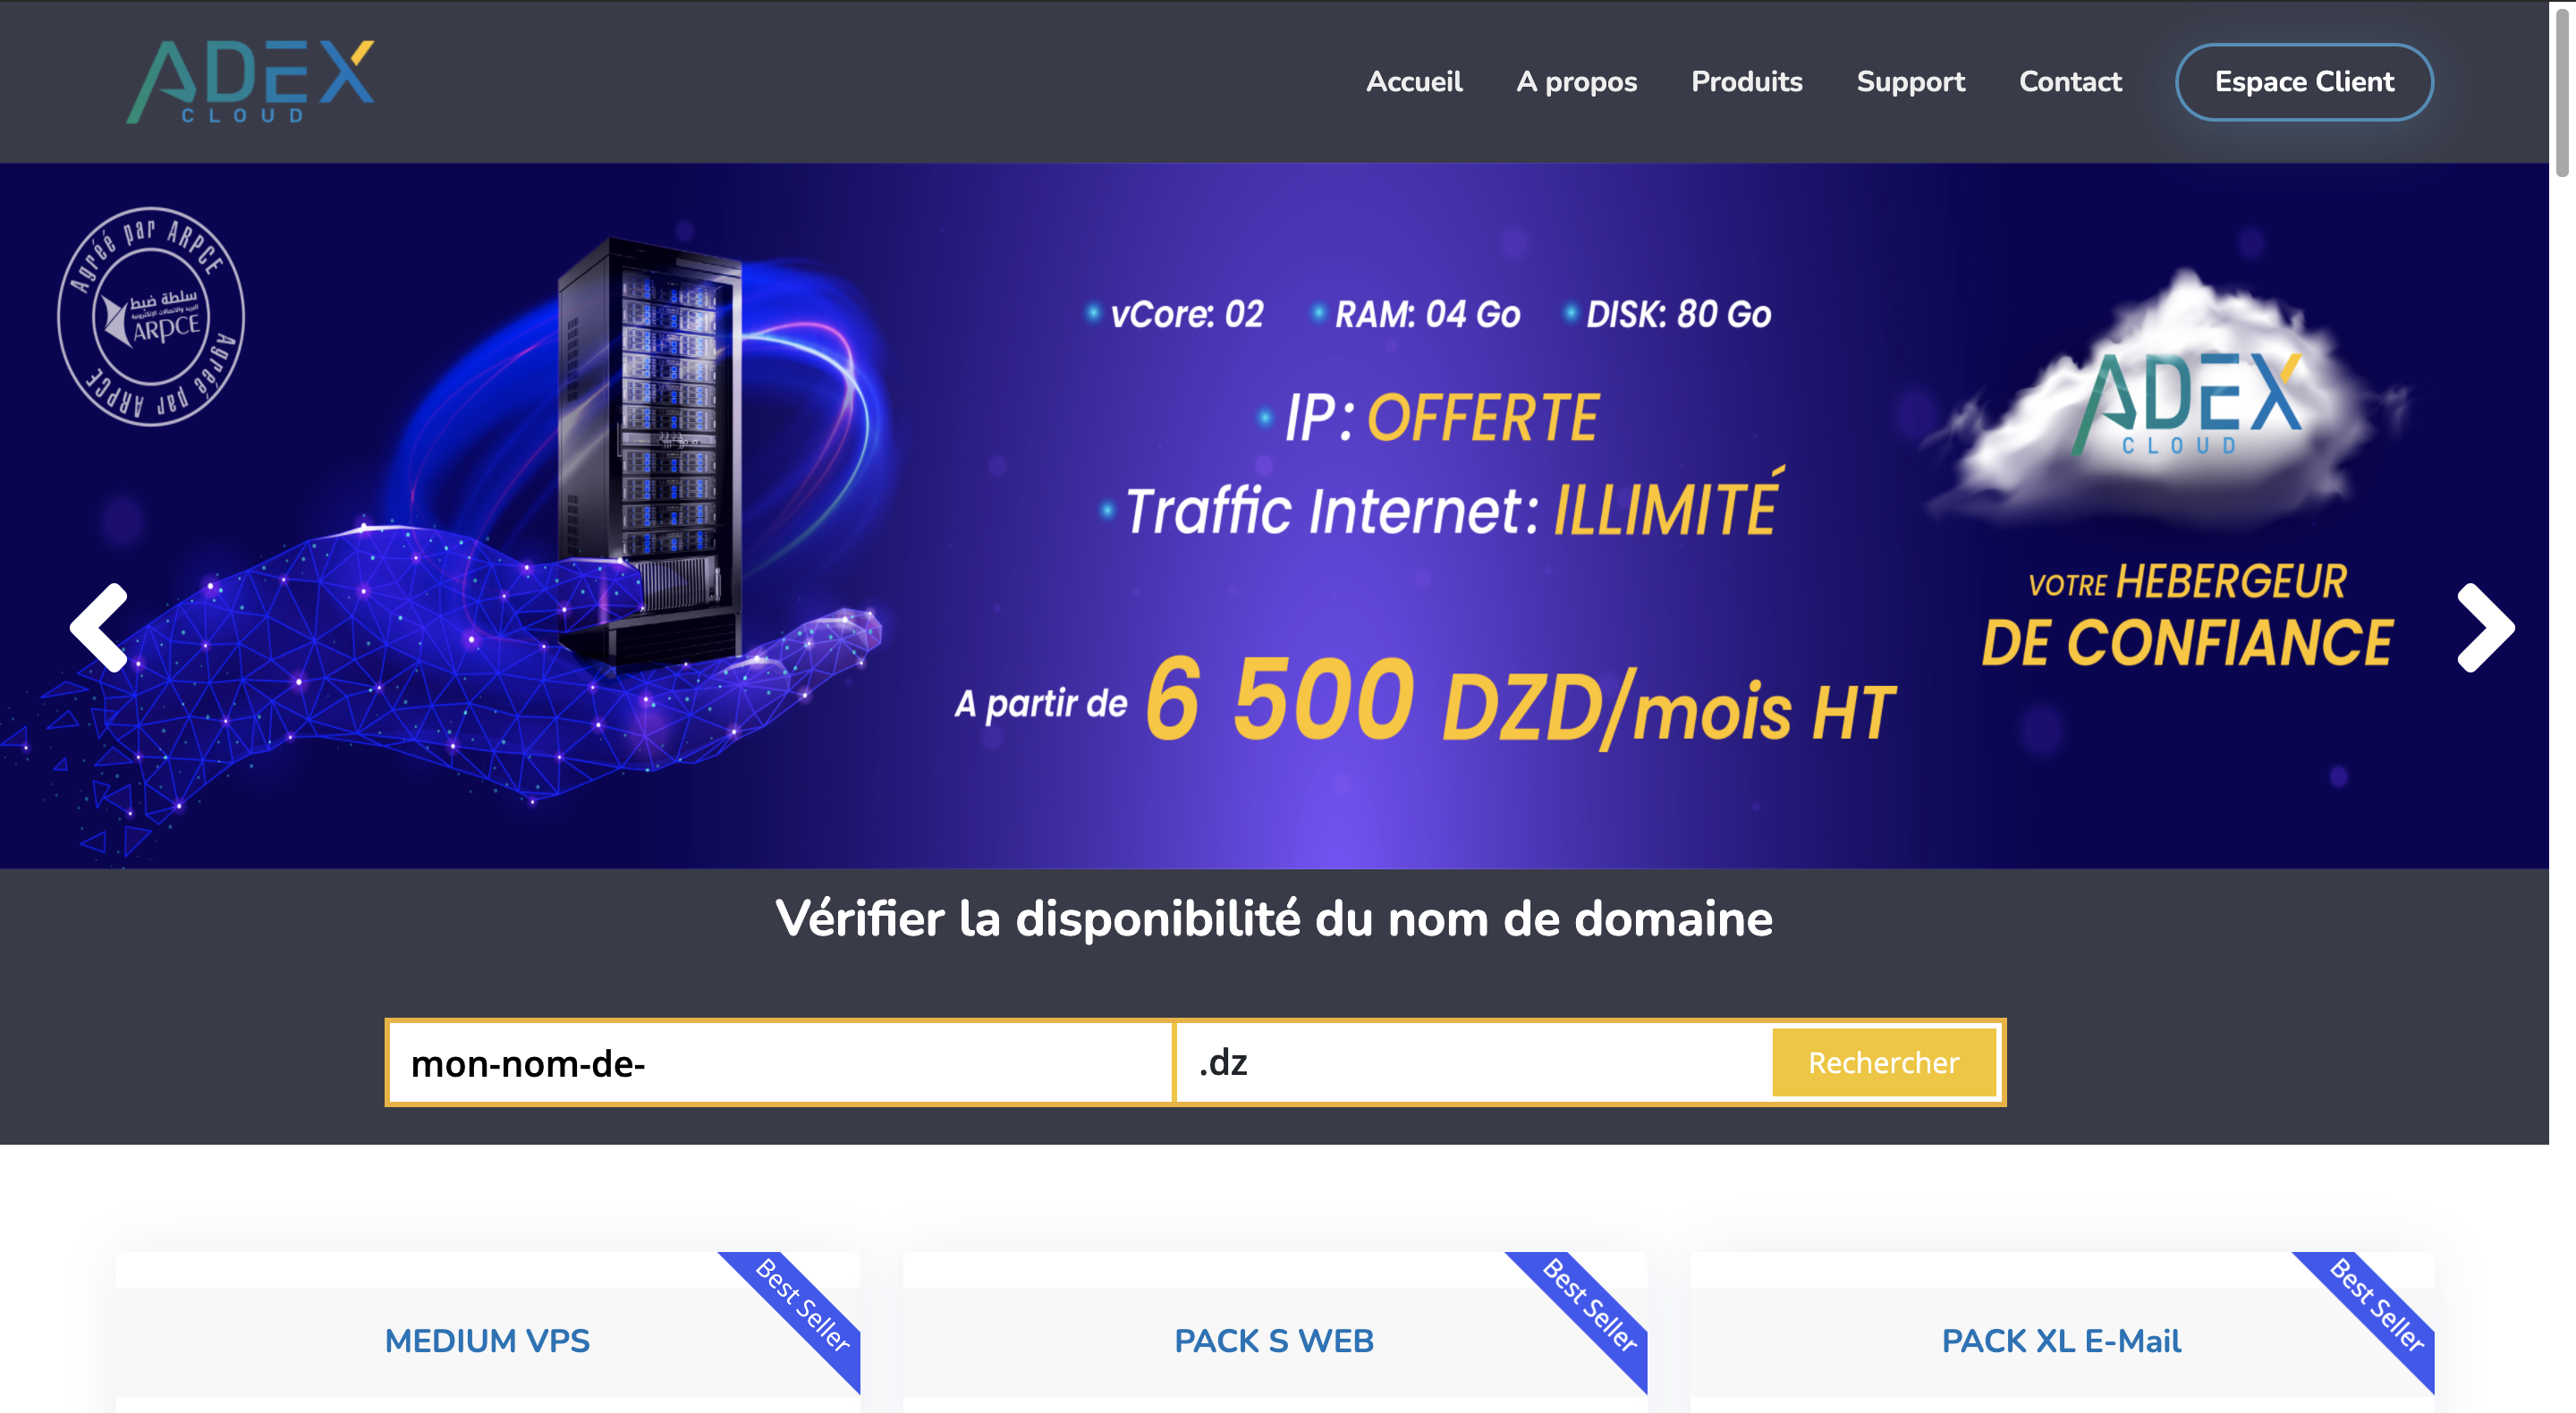 ADEX
CLOUD
Accueil
A propos
Produits
Support
Contact
Espace Client
Agréé par ARPCE
سلطة ضبط
البريد والاتصالات الإلكترونية
ARPCE
Agréé par ARPCE
vCore: 02
RAM: 04 Go
DISK: 80 Go
IP: OFFERTE
Traffic Internet: ILLIMITÉ
A partir de 6 500 DZD/mois HT
ADEX
CLOUD
VOTRE HEBERGEUR
DE CONFIANCE
Vérifier la disponibilité du nom de domaine
mon-nom-de-
.dz
Rechercher
Best Seller
MEDIUM VPS
Best Seller
PACK S WEB
Best Seller
PACK XL E-Mail